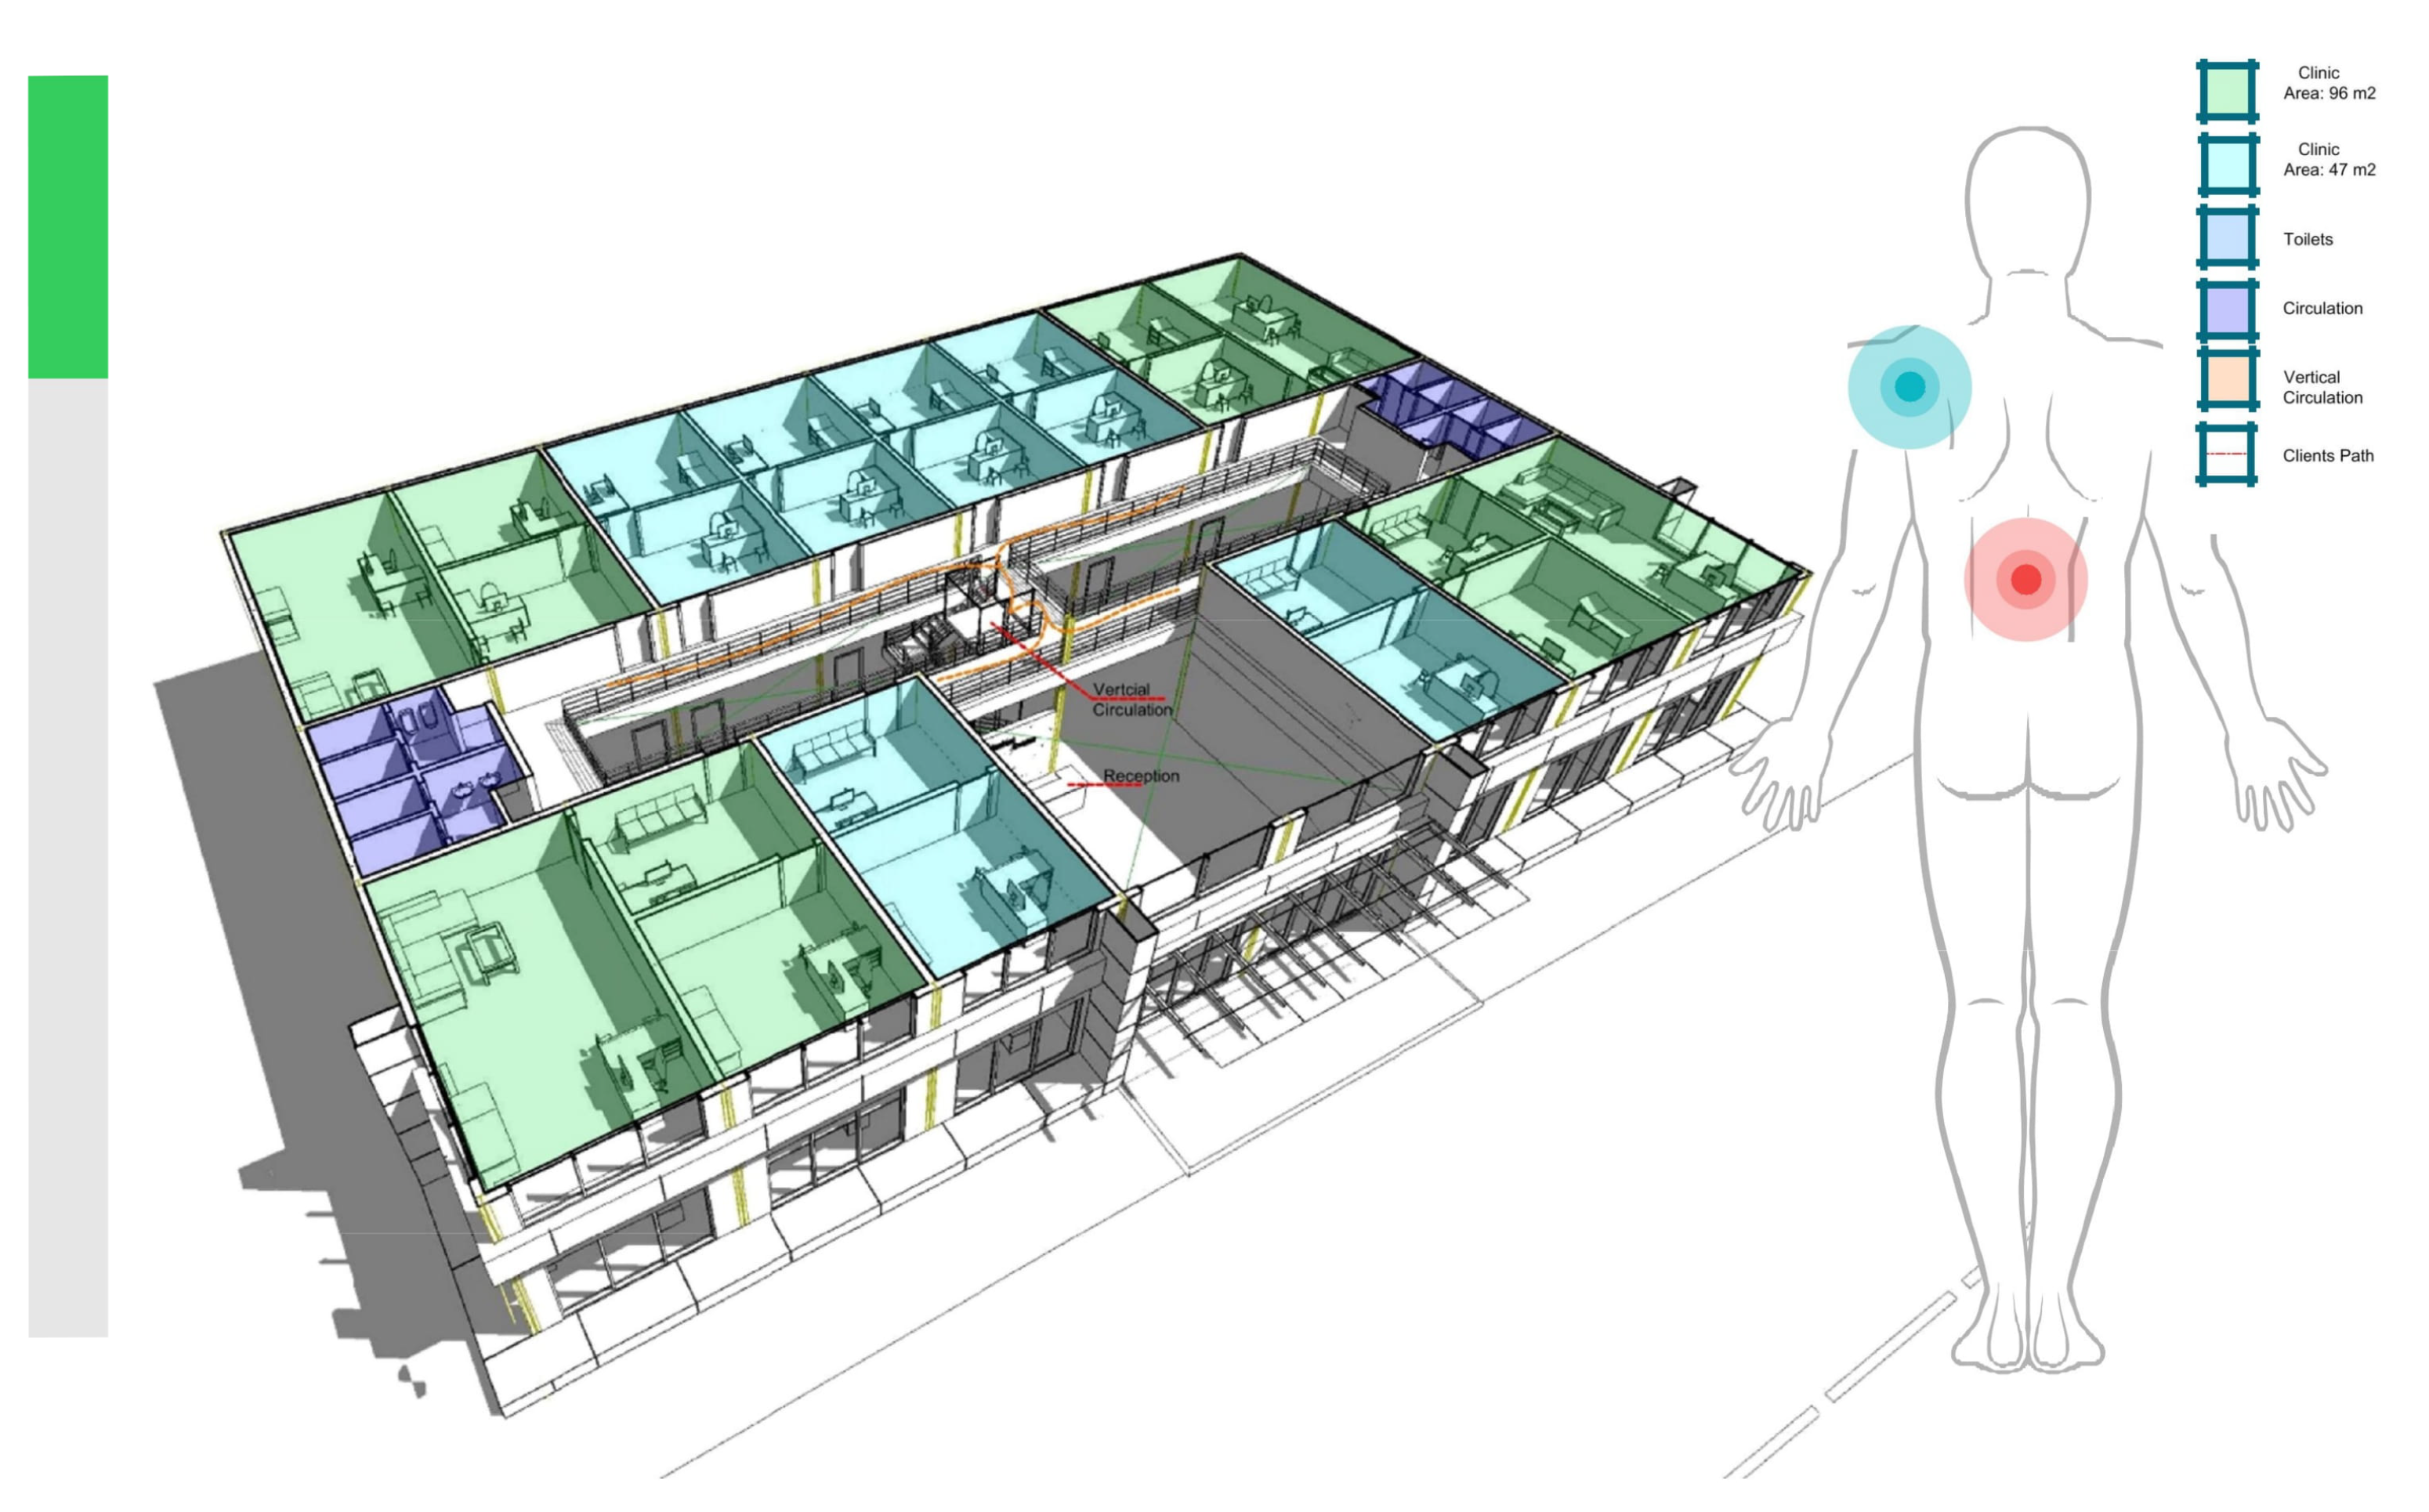 Clinic
Area: 96 m2
Clinic
Area: 47 m2
Toilets
Circulation
Vertical
Circulation
Clients Path
Vertcial
Circulation
Reception